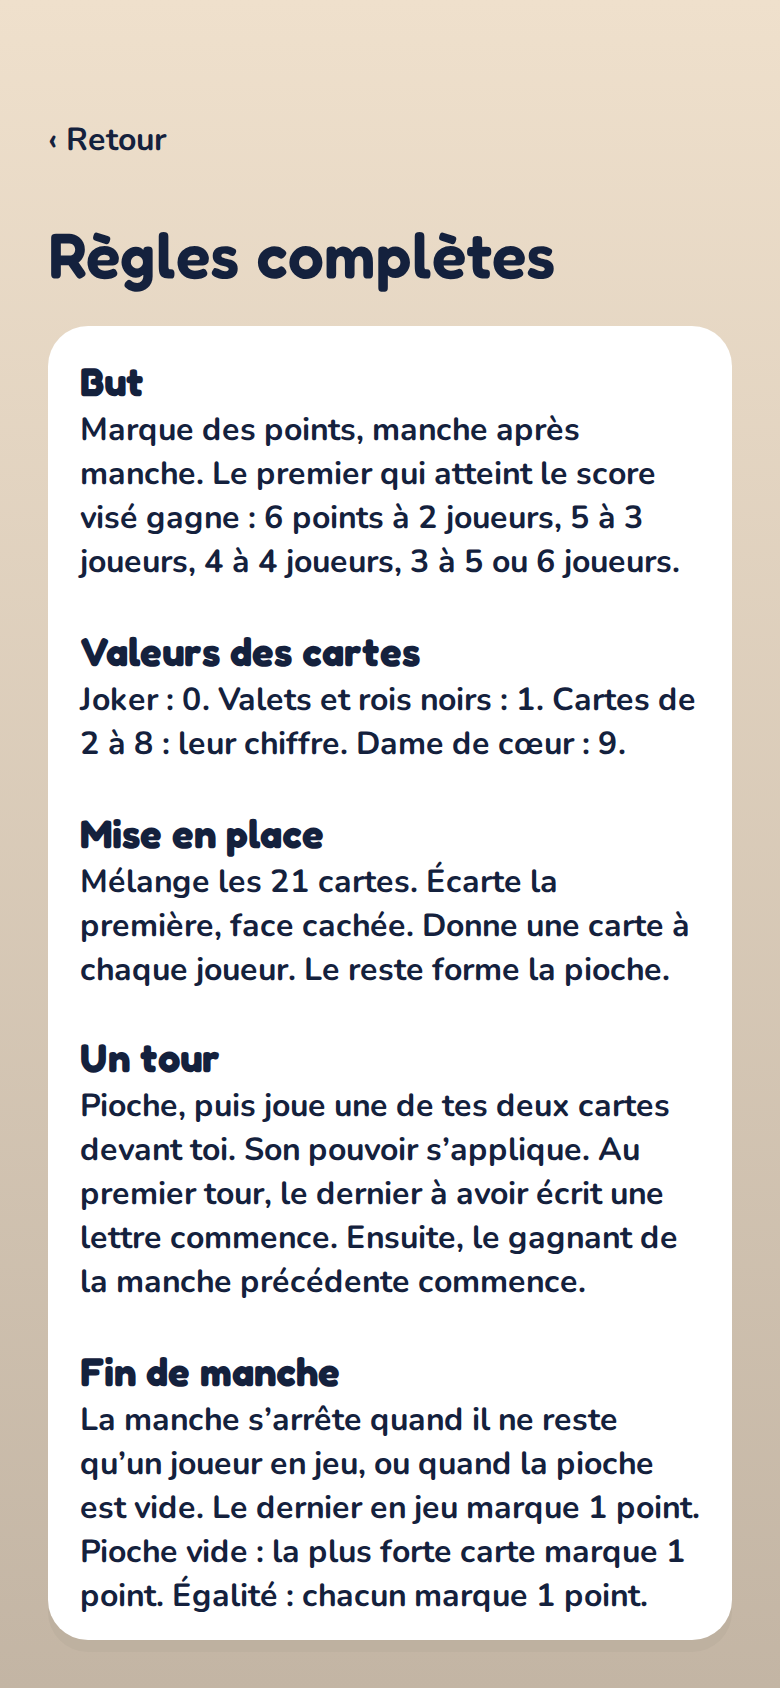 ‹ Retour
Règles complètes
But
Marque des points, manche après
manche. Le premier qui atteint le score
visé gagne : 6 points à 2 joueurs, 5 à 3
joueurs, 4 à 4 joueurs, 3 à 5 ou 6 joueurs.
Valeurs des cartes
Joker : 0. Valets et rois noirs : 1. Cartes de
2 à 8 : leur chiffre. Dame de cœur : 9.
Mise en place
Mélange les 21 cartes. Écarte la
première, face cachée. Donne une carte à
chaque joueur. Le reste forme la pioche.
Un tour
Pioche, puis joue une de tes deux cartes
devant toi. Son pouvoir s’applique. Au
premier tour, le dernier à avoir écrit une
lettre commence. Ensuite, le gagnant de
la manche précédente commence.
Fin de manche
La manche s’arrête quand il ne reste
qu’un joueur en jeu, ou quand la pioche
est vide. Le dernier en jeu marque 1 point.
Pioche vide : la plus forte carte marque 1
point. Égalité : chacun marque 1 point.